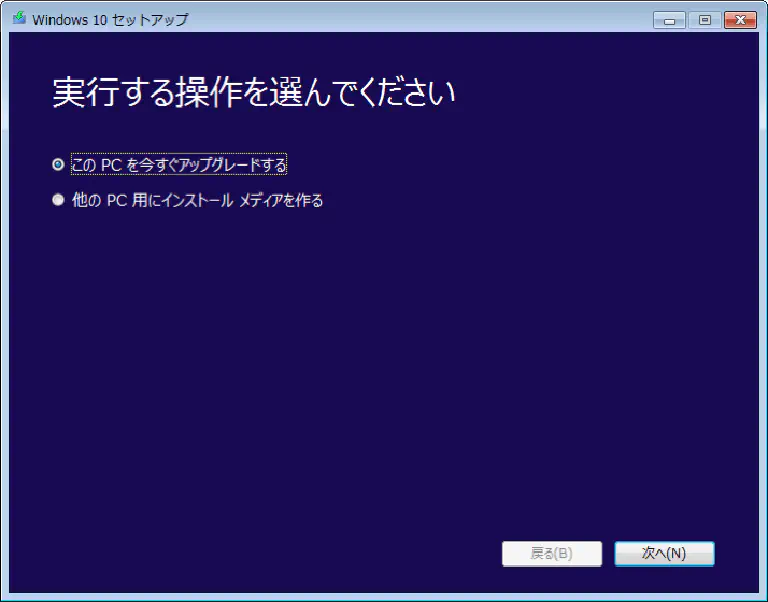 Windows 10 セットアップ
実行する操作を選んでください
この PC を今すぐアップグレードする
他の PC 用にインストール メディアを作る
戻る(B)
次へ(N)